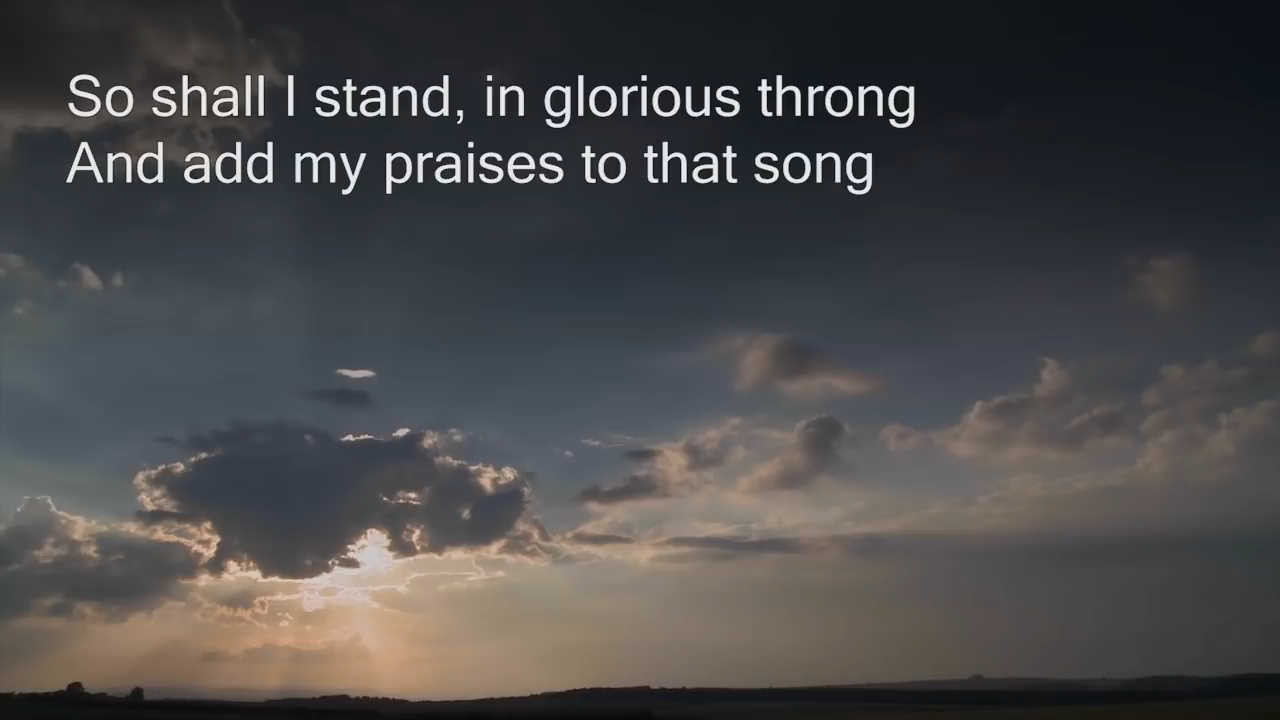 So shall I stand, in glorious throng
And add my praises to that song